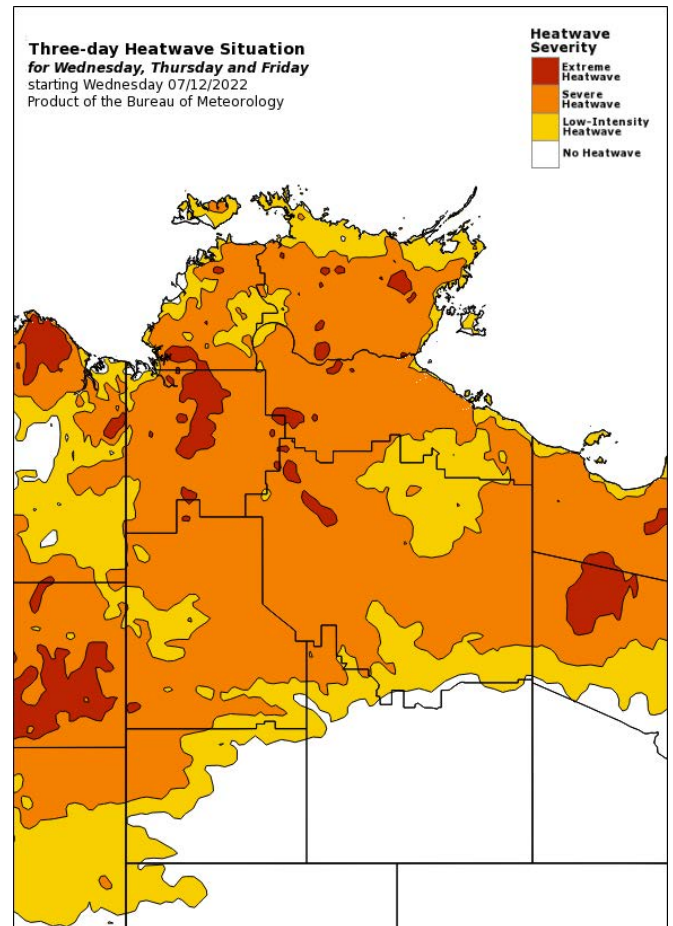 Three-day Heatwave Situation
for Wednesday, Thursday and Friday
starting Wednesday 07/12/2022
Product of the Bureau of Meteorology
Heatwave
Severity
Extreme
Heatwave
Severe
Heatwave
Low-Intensity
Heatwave
No Heatwave